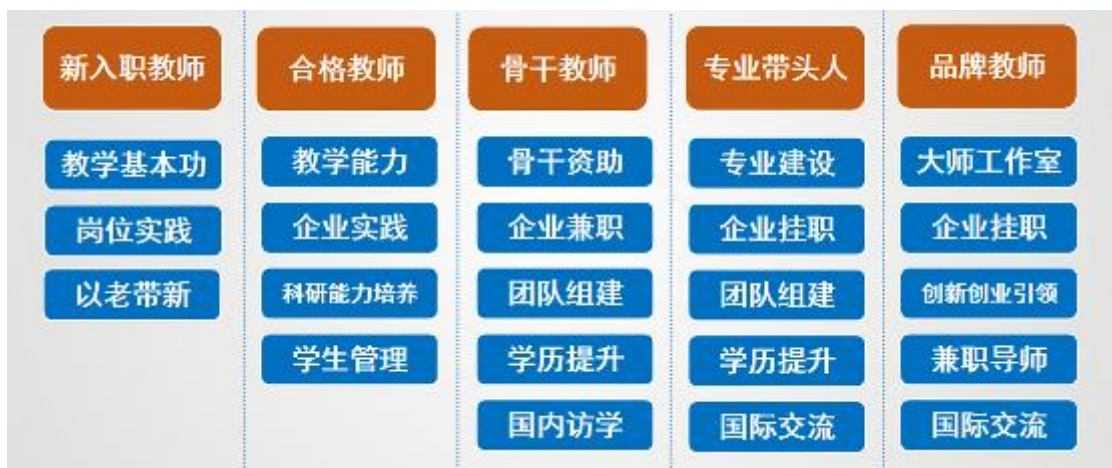 新入职教师
教学基本功
岗位实践
以老带新
合格教师
教学能力
企业实践
科研能力培养
学生管理
骨干教师
骨干资助
企业兼职
团队组建
学历提升
国内访学
专业带头人
专业建设
企业挂职
团队组建
学历提升
国际交流
品牌教师
大师工作室
企业挂职
创新创业引领
兼职导师
国际交流